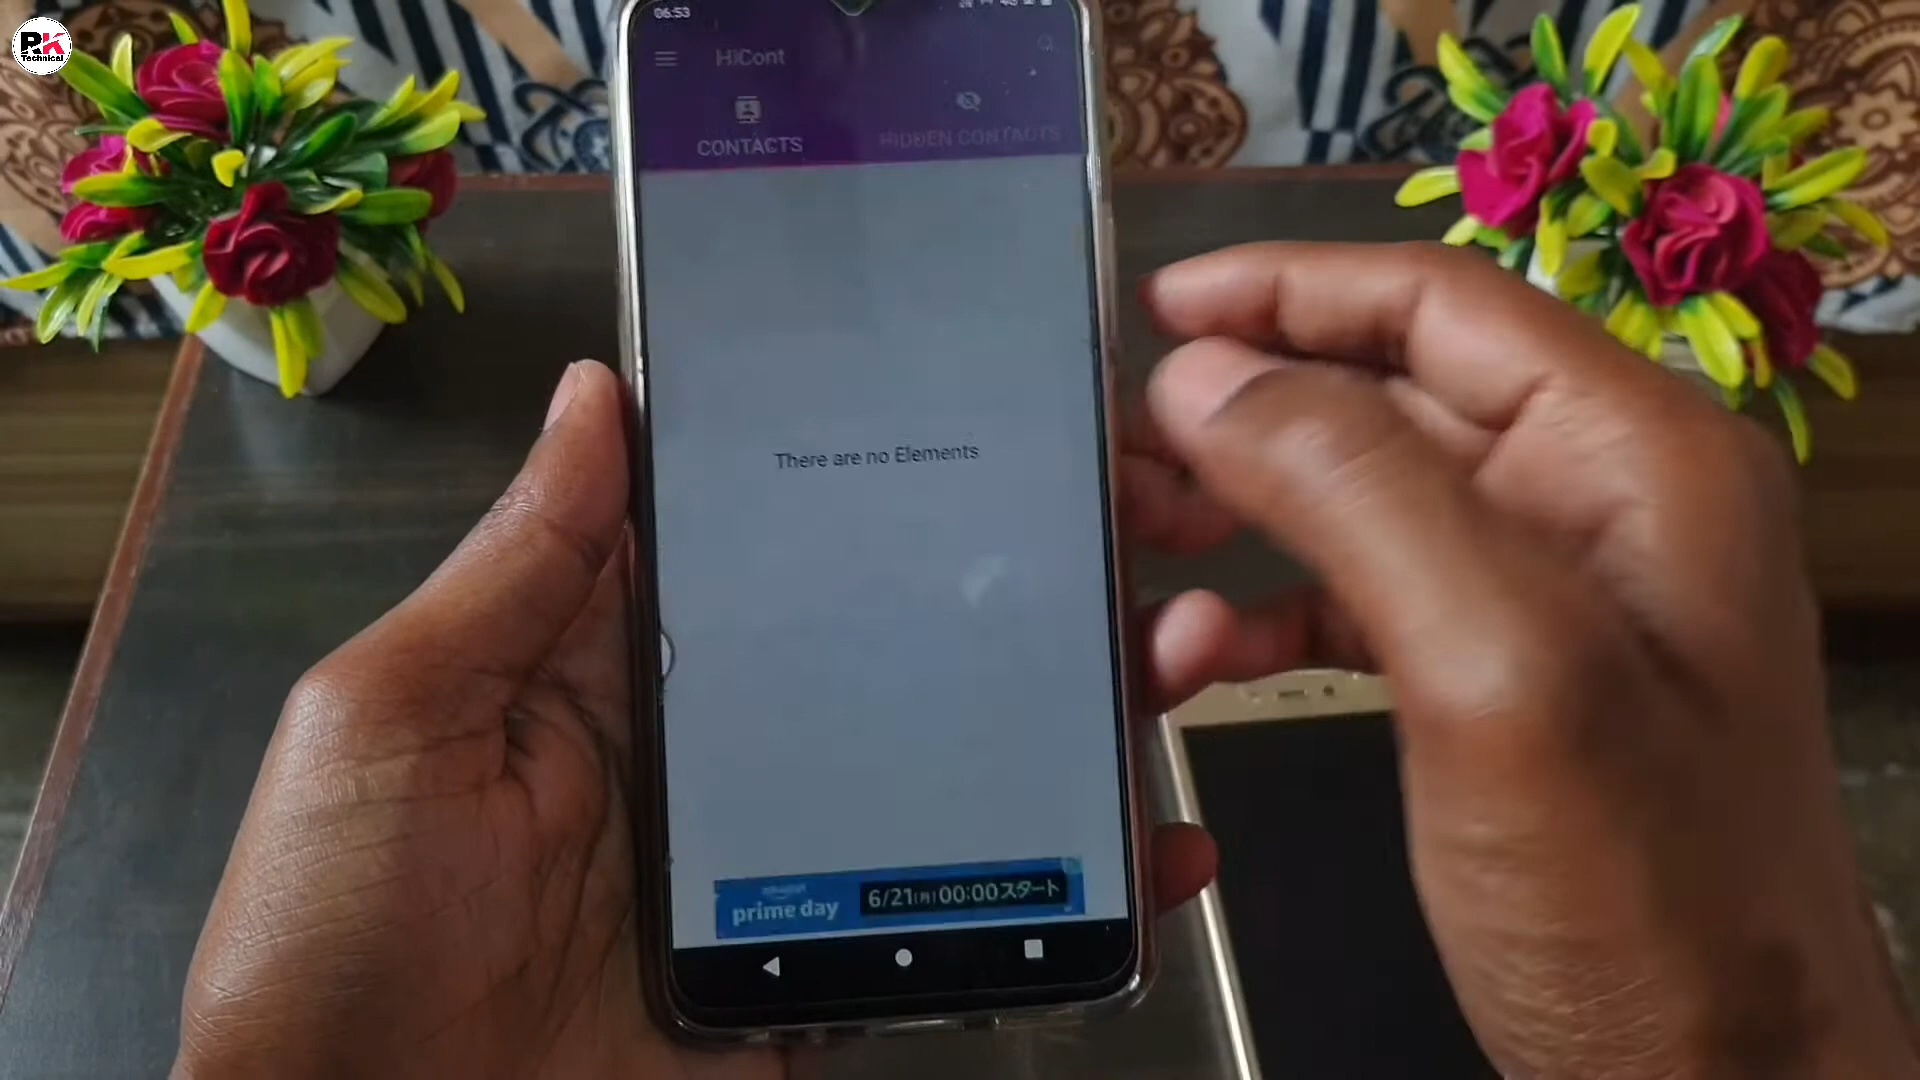 RK
Technical
06:53
HiCont
CONTACTS
HIDDEN CONTACTS
There are no Elements
amazon
prime day
6/21(月)00:00スタート